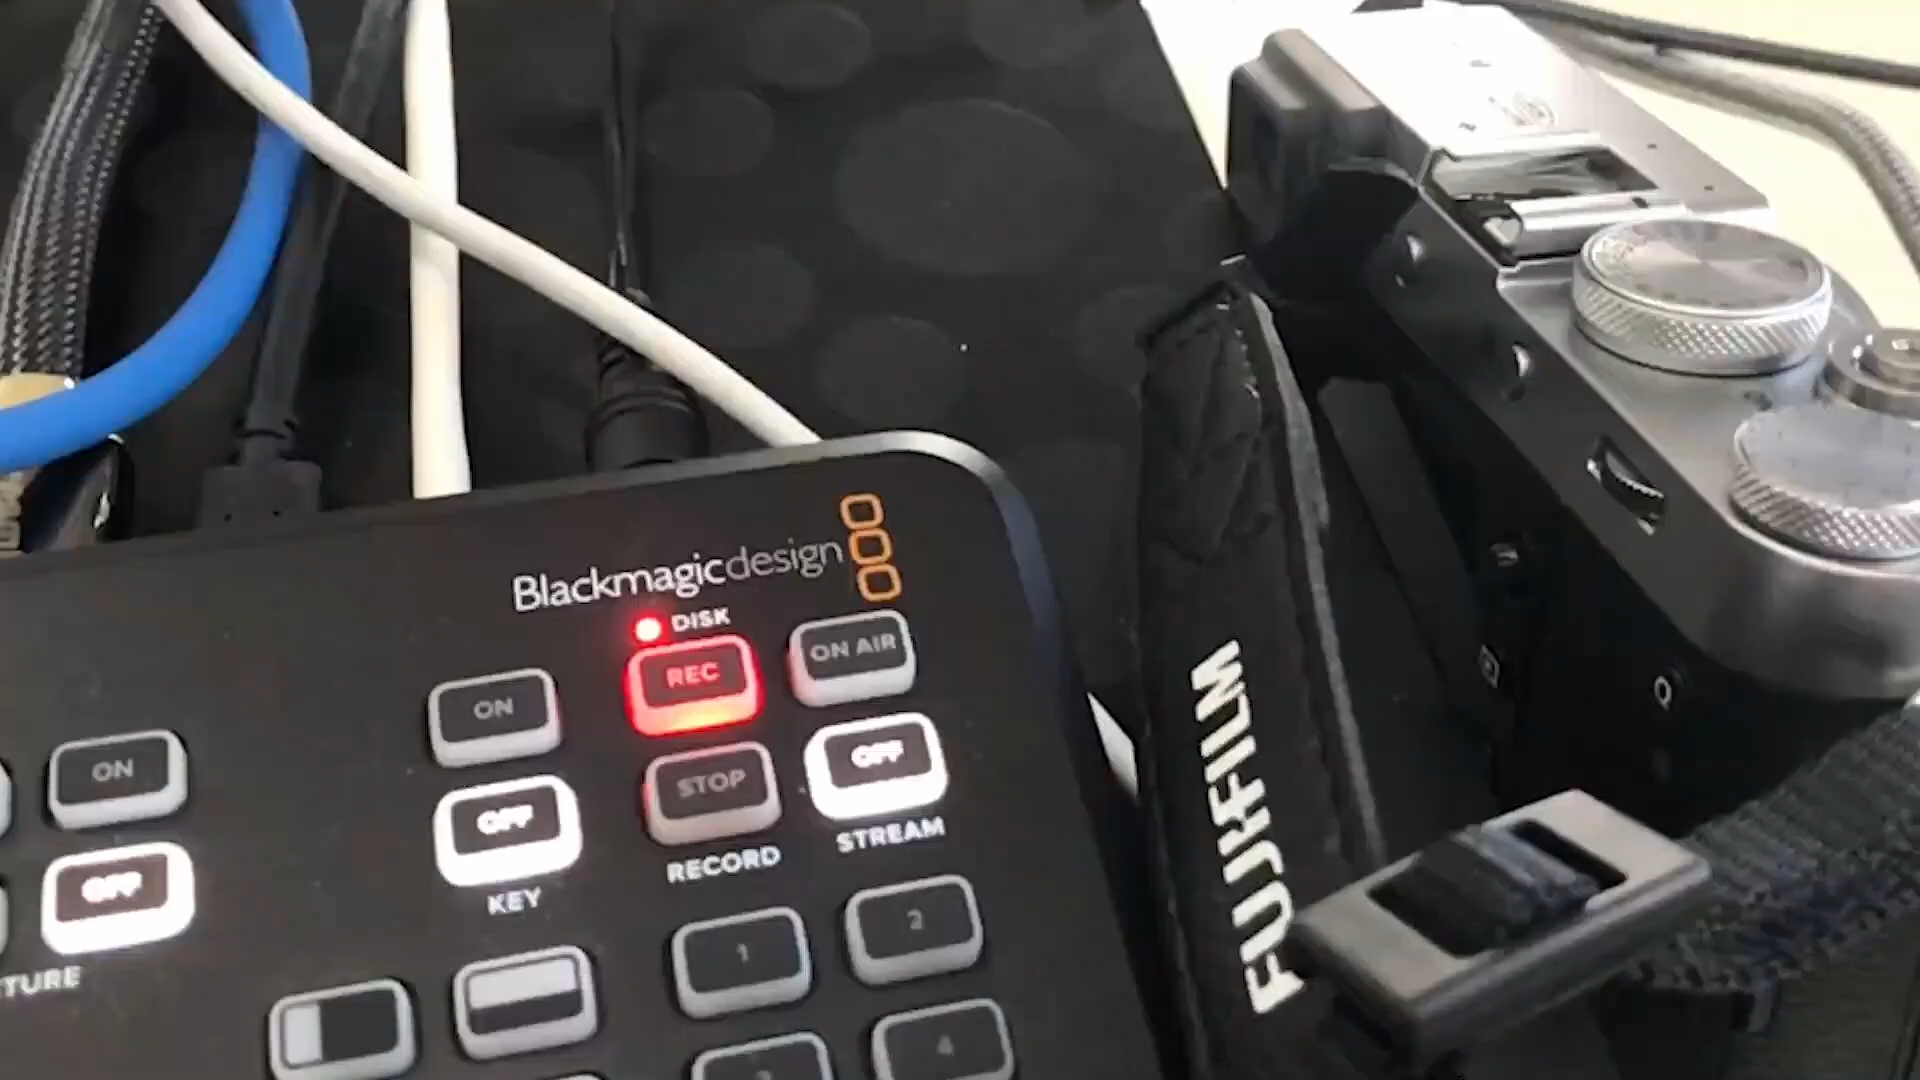 Blackmagicdesign
DISK
REC
ON AIR
ON
ON
STOP
OFF
OFF
OFF
STREAM
RECORD
KEY
TURE
1
2
4
FUJIFILM
Q